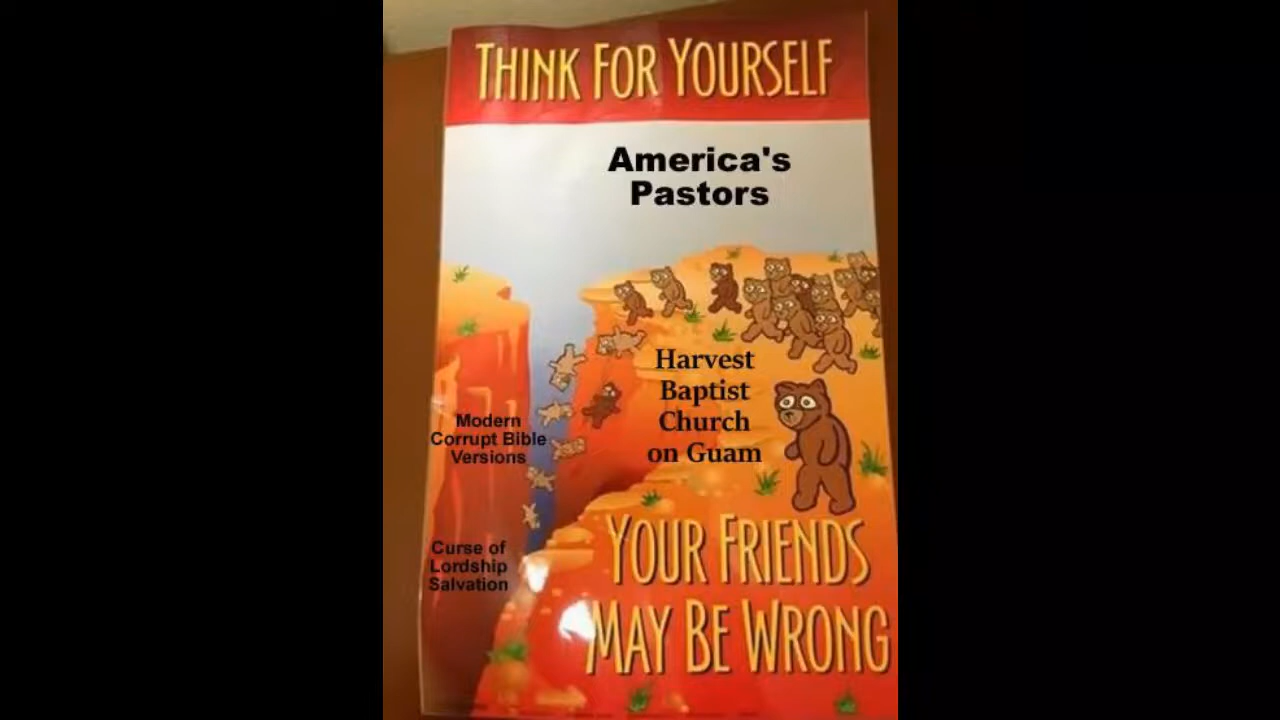 THINK FOR YOURSELF
America's
Pastors
Harvest
Baptist
Church
on Guam
Modern
Corrupt Bible
Versions
Curse of
Lordship
Salvation
YOUR FRIENDS
MAY BE WRONG